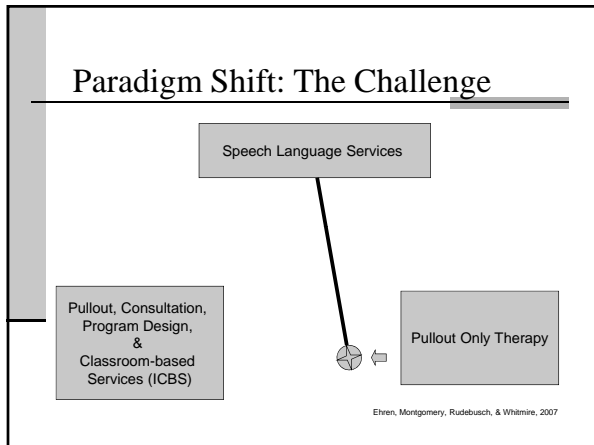 Paradigm Shift: The Challenge
Speech Language Services
Pullout, Consultation,
Program Design,
&
Classroom-based
Services (ICBS)
Pullout Only Therapy
Ehren, Montgomery, Rudebusch, & Whitmire, 2007